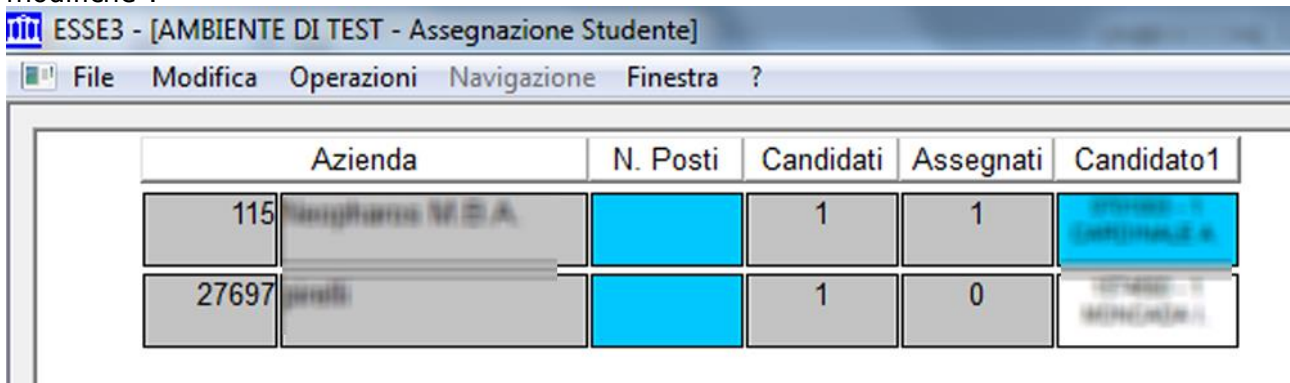 modifiche".
ESSE3 - [AMBIENTE DI TEST - Assegnazione Studente]
File Modifica Operazioni Navigazione Finestra ?
Azienda N. Posti Candidati Assegnati Candidato1
115 1 1
27697 1 0